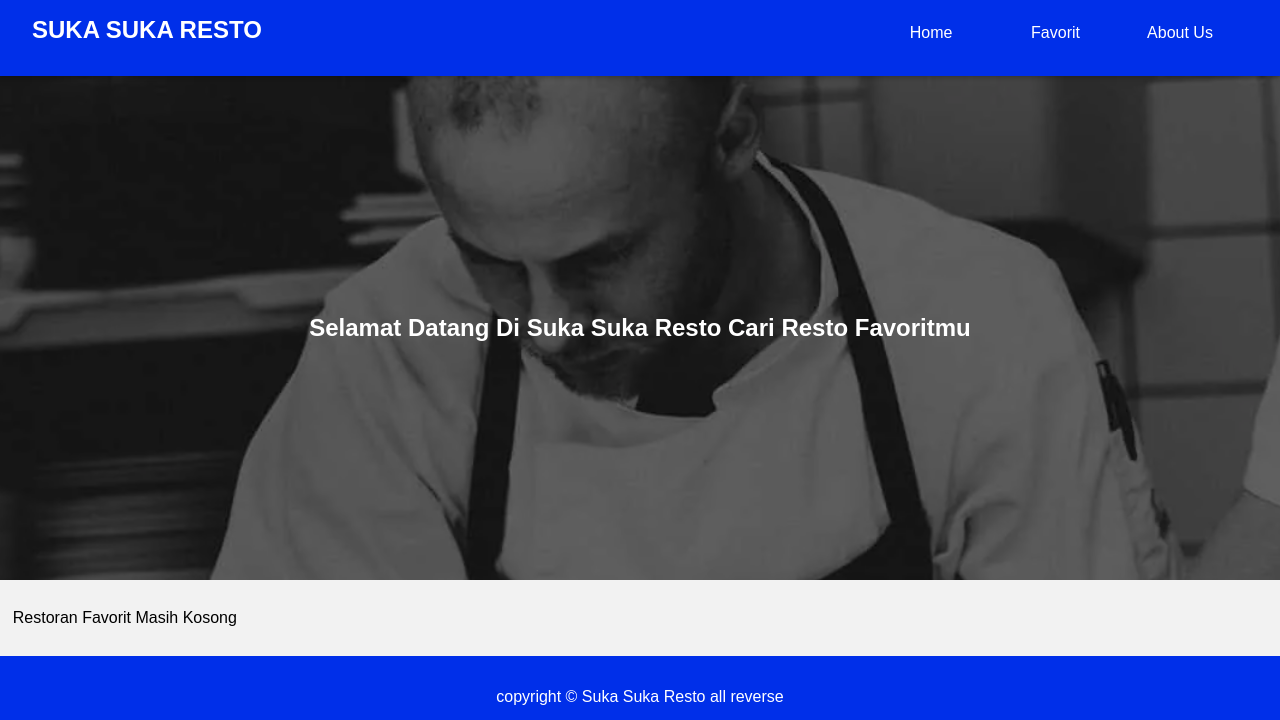 SUKA SUKA RESTO
Home
Favorit
About Us
Selamat Datang Di Suka Suka Resto Cari Resto Favoritmu
Restoran Favorit Masih Kosong
copyright © Suka Suka Resto all reverse